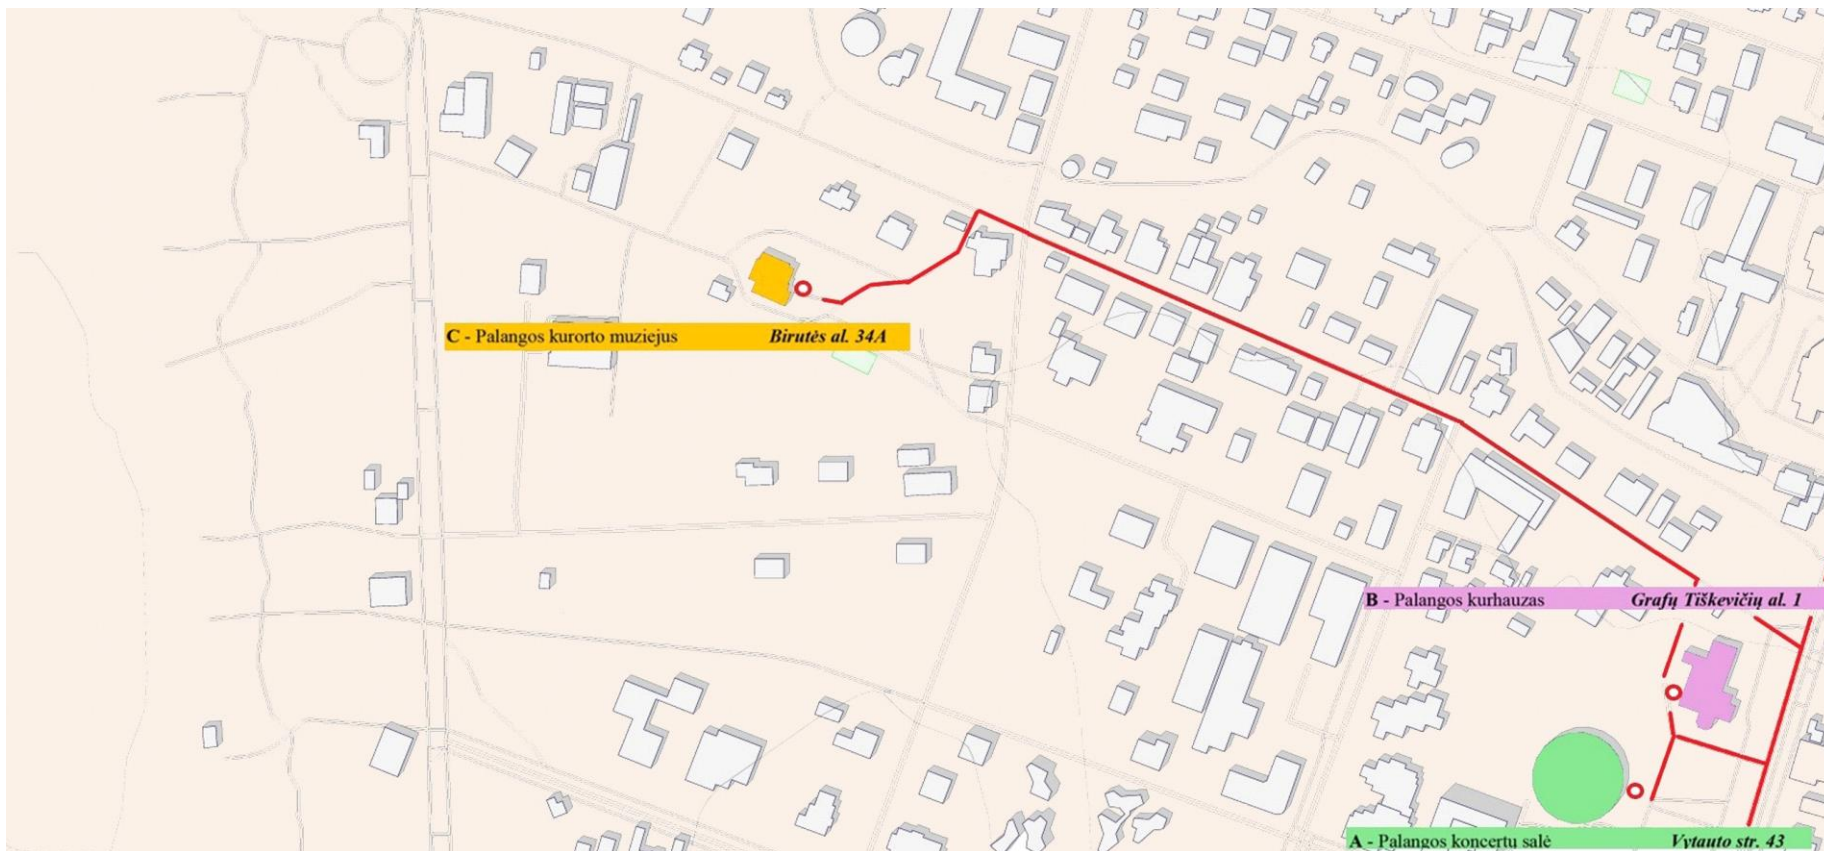 C - Palangos kurorto muziejus Birutės al. 34A
B - Palangos kurhauzas Grafų Tiškevičių al. 1
A - Palangos koncertų salė Vytauto str. 43